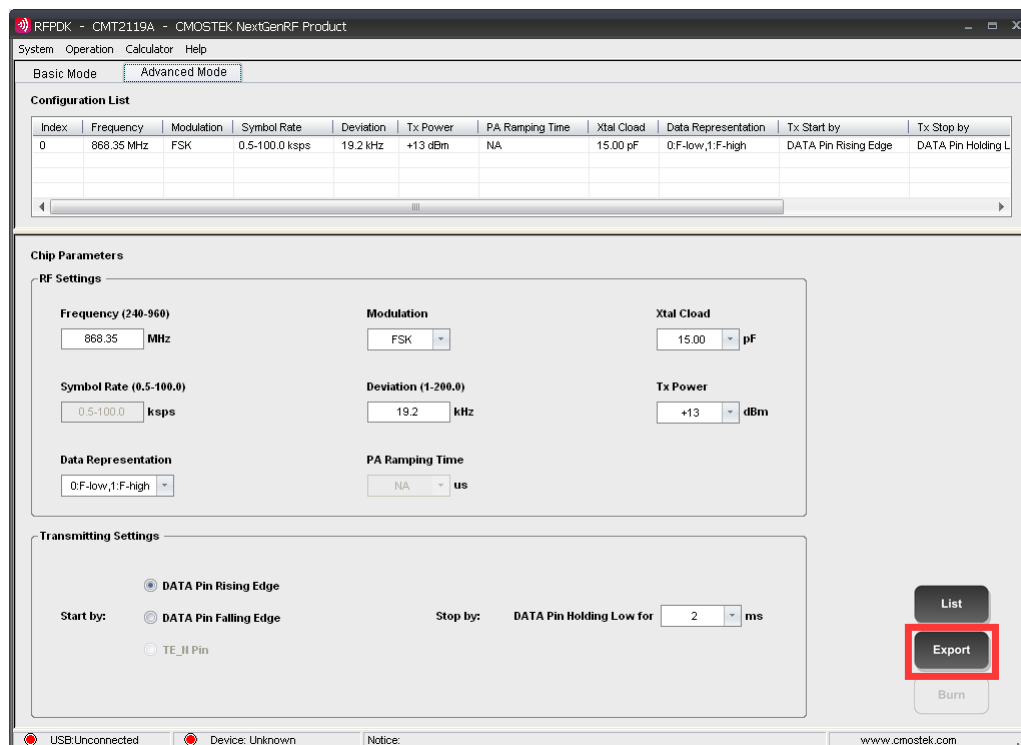 RFPDK - CMT2119A - CMOSTEK NextGenRF Product
System Operation Calculator Help
Basic Mode Advanced Mode
Configuration List
Index Frequency Modulation Symbol Rate Deviation Tx Power PA Ramping Time Xtal Cload Data Representation Tx Start by Tx Stop by
0 868.35 MHz FSK 0.5-100.0 ksps 19.2 kHz +13 dBm NA 15.00 pF 0:F-low,1:F-high DATA Pin Rising Edge DATA Pin Holding L
Chip Parameters
RF Settings
Frequency (240-960) Modulation Xtal Cload
868.35 MHz FSK 15.00 pF
Symbol Rate (0.5-100.0) Deviation (1-200.0) Tx Power
0.5-100.0 ksps 19.2 kHz +13 dBm
Data Representation PA Ramping Time
0:F-low,1:F-high NA us
Transmitting Settings
DATA Pin Rising Edge
Start by: DATA Pin Falling Edge Stop by: DATA Pin Holding Low for 2 ms
TE_II Pin
List
Export
Burn
USB:Unconnected Device: Unknown Notice: www.cmostek.com